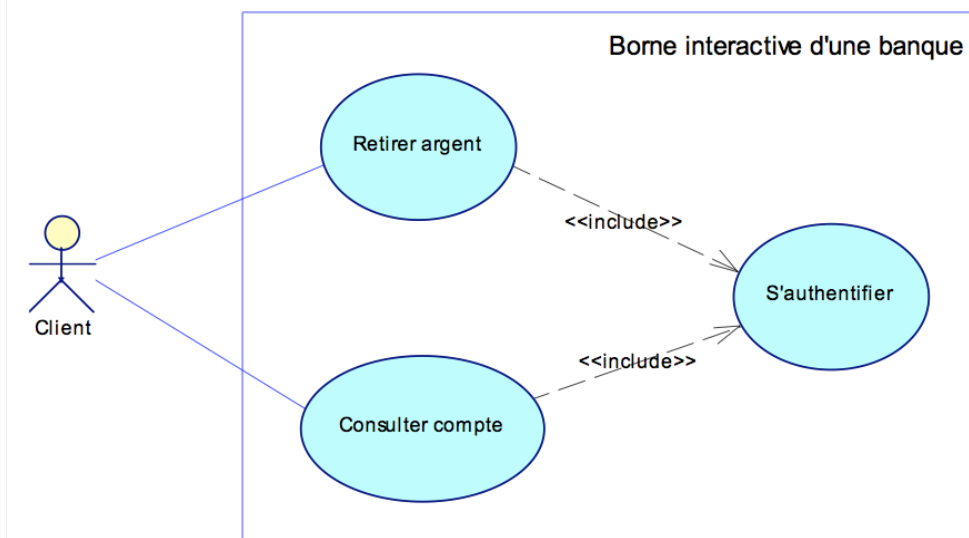 Borne interactive d'une banque
Retirer argent
<<include>>
S'authentifier
Client
<<include>>
Consulter compte